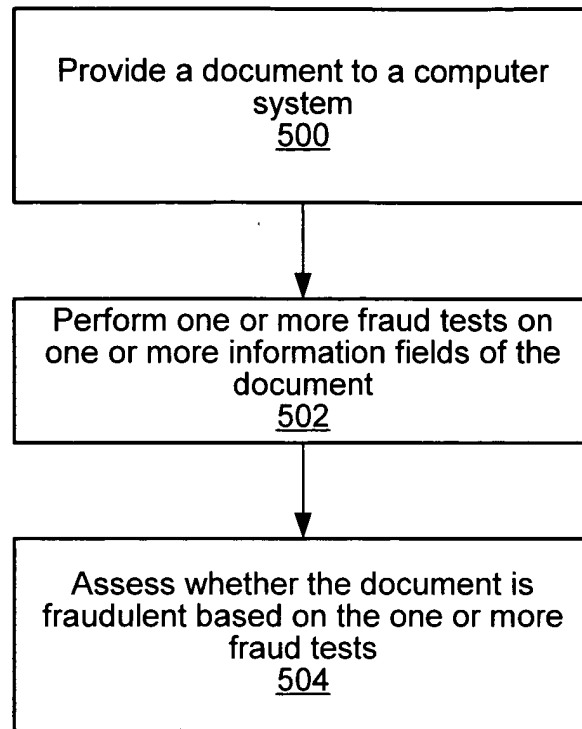 Provide a document to a computer
system
500
Perform one or more fraud tests on
one or more information fields of the
document
502
Assess whether the document is
fraudulent based on the one or more
fraud tests
504